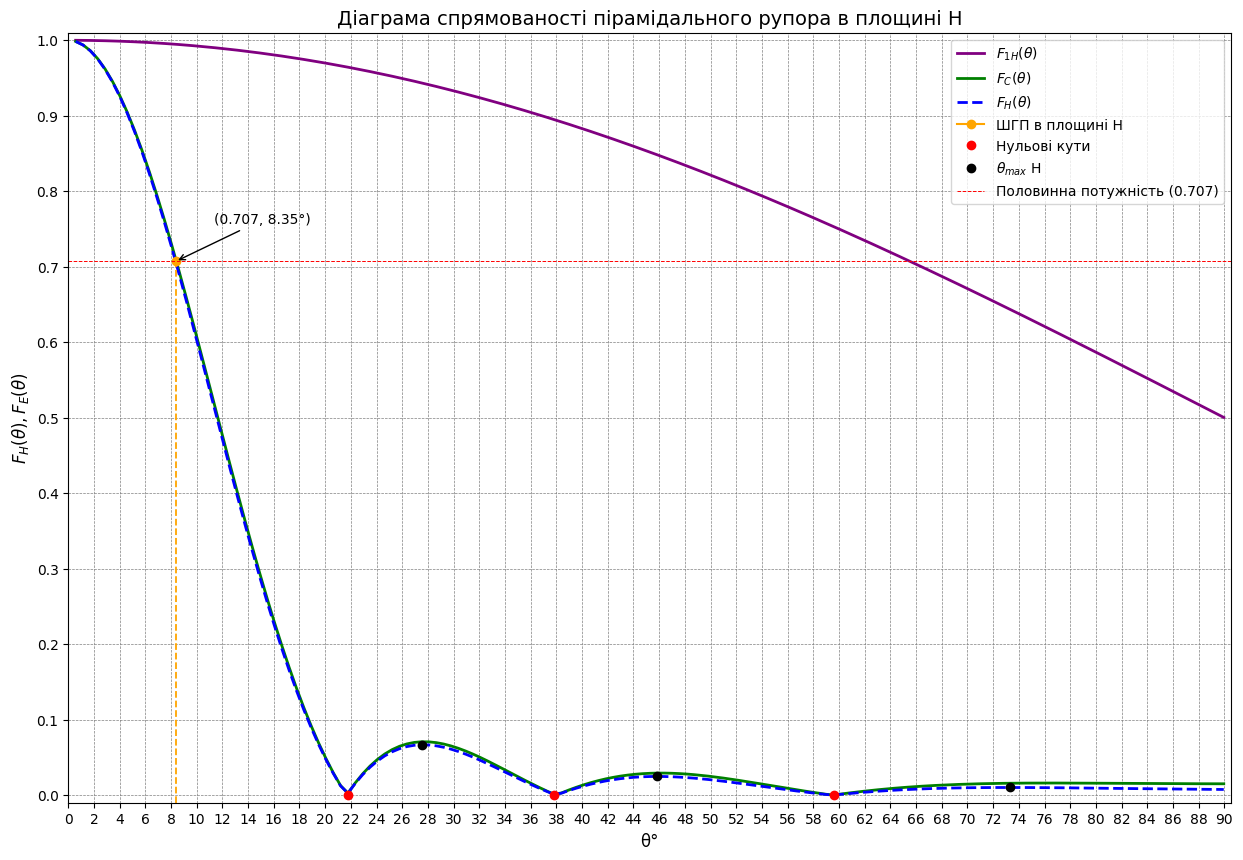 Діаграма спрямованості пірамідального рупора в площині H
F_{1H}(θ)
F_C(θ)
F_H(θ)
ШГП в площині H
Нульові кути
θ_{max} H
Половинна потужність (0.707)
(0.707, 8.35°)
F_H(θ), F_E(θ)
1.0
0.9
0.8
0.7
0.6
0.5
0.4
0.3
0.2
0.1
0.0
0 2 4 6 8 10 12 14 16 18 20 22 24 26 28 30 32 34 36 38 40 42 44 46 48 50 52 54 56 58 60 62 64 66 68 70 72 74 76 78 80 82 84 86 88 90
θ°